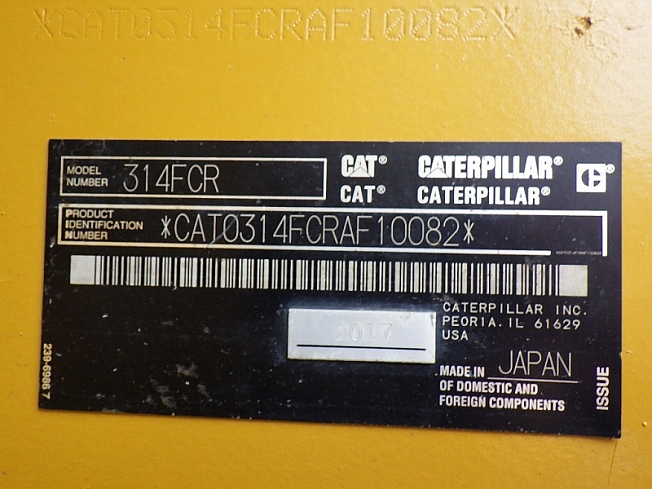 *CAT0314FCRAF10082*
MODEL NUMBER 314FCR
CAT® CATERPILLAR®
CAT® CATERPILLAR®
PRODUCT IDENTIFICATION NUMBER *CAT0314FCRAF10082*
CATERPILLAR INC.
PEORIA, IL 61629
USA
2017
MADE IN JAPAN
OF DOMESTIC AND
FOREIGN COMPONENTS
239-6986 7
ISSUE